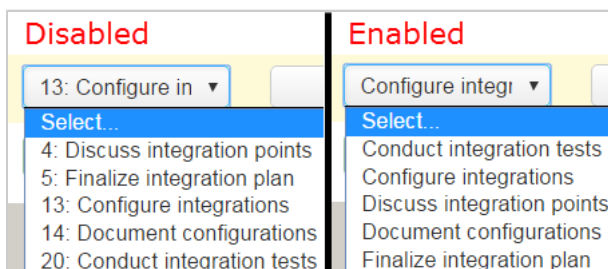 Disabled
13: Configure in
Select...
4: Discuss integration points
5: Finalize integration plan
13: Configure integrations
14: Document configurations
20: Conduct integration tests
Enabled
Configure integr
Select...
Conduct integration tests
Configure integrations
Discuss integration points
Document configurations
Finalize integration plan